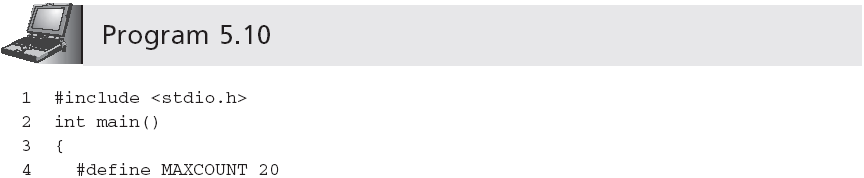 Program 5.10
1 #include <stdio.h>
2 int main()
3 {
4   #define MAXCOUNT 20